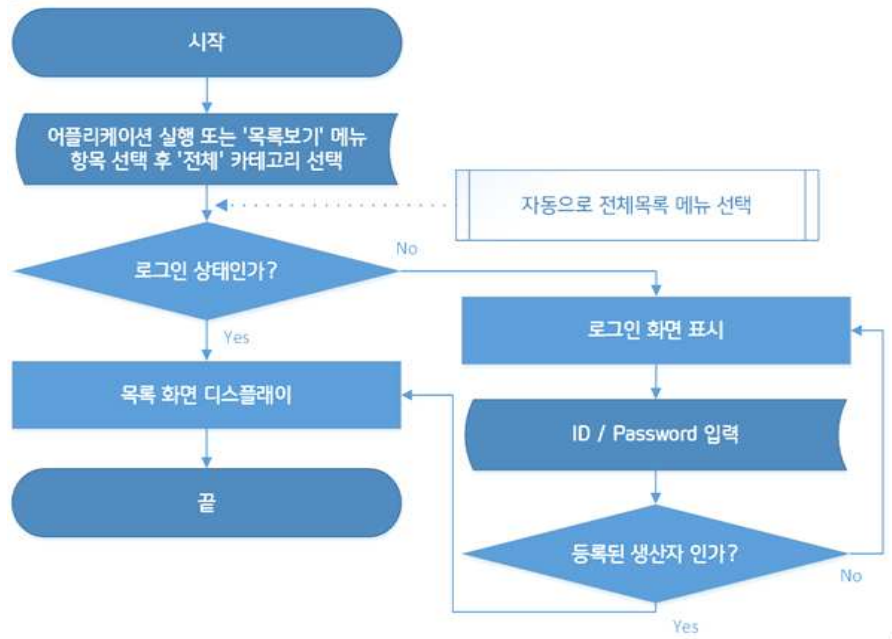 시작
어플리케이션 실행 또는 '목록보기' 메뉴
항목 선택 후 '전체' 카테고리 선택
자동으로 전체목록 메뉴 선택
로그인 상태인가?
No
Yes
로그인 화면 표시
목록 화면 디스플레이
ID / Password 입력
끝
등록된 생산자 인가?
No
Yes